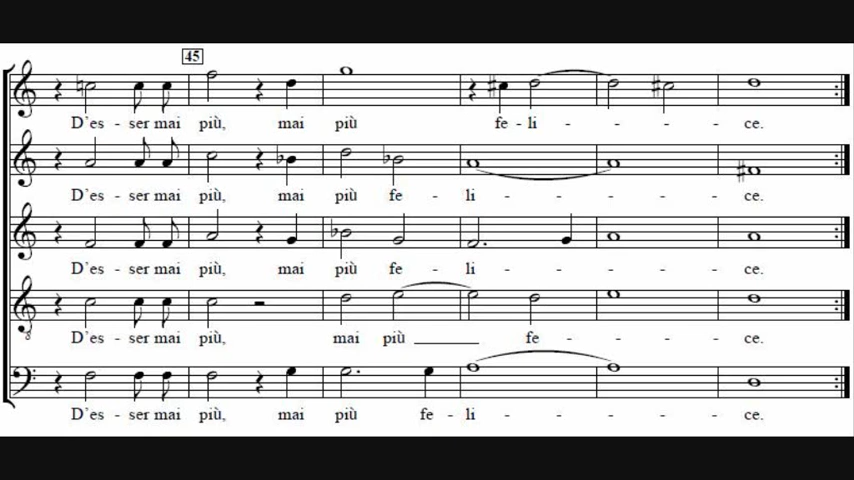 45
D'es - ser mai più, mai più fe - li - - - ce.
D'es - ser mai più, mai più fe - li - - - - ce.
D'es - ser mai più, mai più fe - li - - - - ce.
8
D'es - ser mai più, mai più fe - - - ce.
D'es - ser mai più, mai più fe - li - - - - ce.